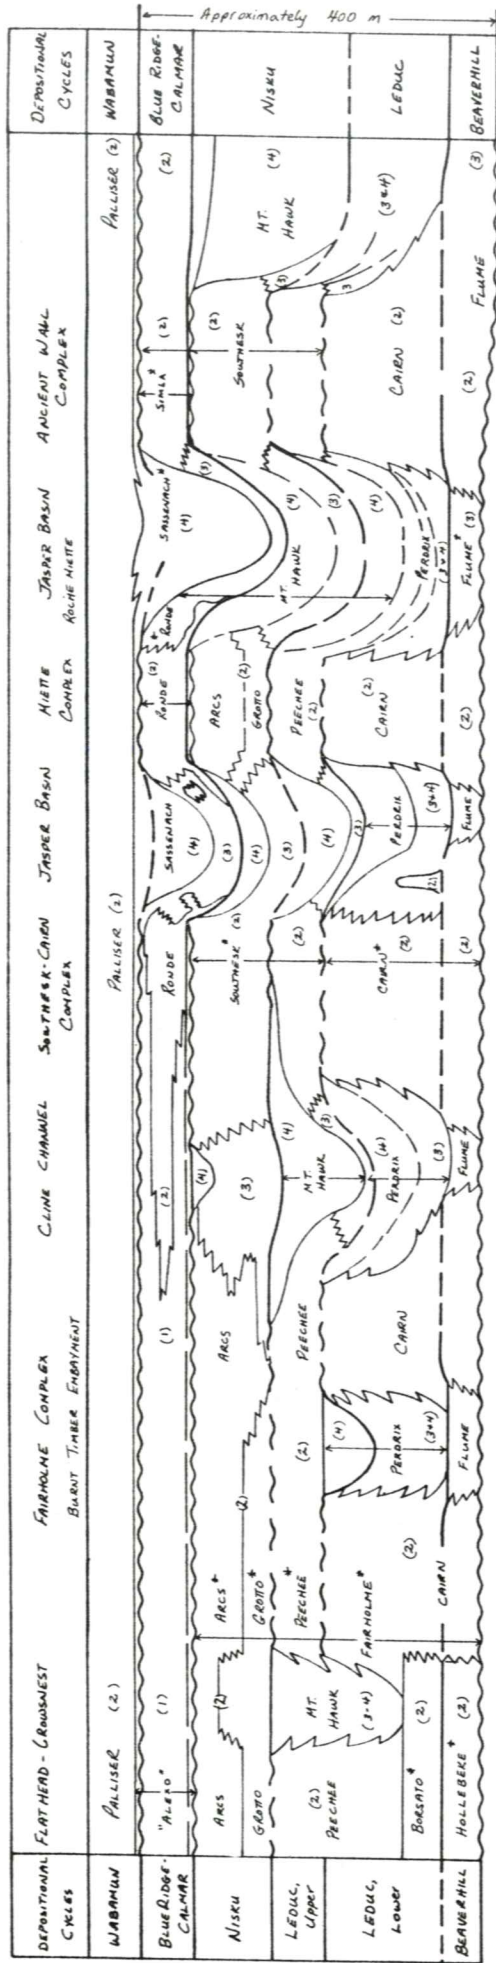 DEPOSITIONAL CYCLES
FLATHEAD - CROWSNEST
FAIRHOLME COMPLEX
BURNT TIMBER EMBAYMENT
CLINE CHANNEL
SOUTHESK-CAIRN COMPLEX
JASPER BASIN
MIETTE COMPLEX
JASPER BASIN
ROCHE MIETTE
ANCIENT WALL COMPLEX
DEPOSITIONAL CYCLES
WABAMUN
PALLISER (2)
PALLISER (2)
PALLISER (2)
WABAMUN
BLUE RIDGE-CALMAR
"ALEXO"
(1)
(1)
(2)
RONDE
SASSENACH
(4)
(2)
RONDE
RONDE*
SASSENACH*
(4)
SIMLA*
(2)
(2)
BLUE RIDGE-CALMAR
NISKU
ARCS
(2)
GROTTO
ARCS*
GROTTO*
(2)
ARCS
(4)
(3)
SOUTHESK*
(2)
(3)
(4)
ARCS
(2)
GROTTO
(3)
(4)
MT. HAWK
(2)
SOUTHESK
(3)
MT. HAWK
(4)
NISKU
LEDUC, Upper
(2)
PEECHEE
MT. HAWK
(3-4)
PEECHEE*
(2)
PEECHEE
(4)
MT. HAWK
(3)
(2)
(3)
(4)
PEECHEE
(2)
(3)
LEDUC, Lower
BORSATO*
(2)
FAIRHOLME*
(2)
(4)
PERDRIX
(3+4)
CAIRN
(4)
PERDRIX
(3)
CAIRN*
(2)
(2)
(3)
PERDRIX
(3+4)
CAIRN
(2)
(4)
PERDRIX
(3+4)
CAIRN
(2)
3
(3+4)
LEDUC
BEAVERHILL
HOLLEBEKE*
(2)
CAIRN
FLUME
FLUME
(2)
FLUME
(2)
FLUME*
(3)
(2)
FLUME
(3)
BEAVERHILL
Approximately 400 m